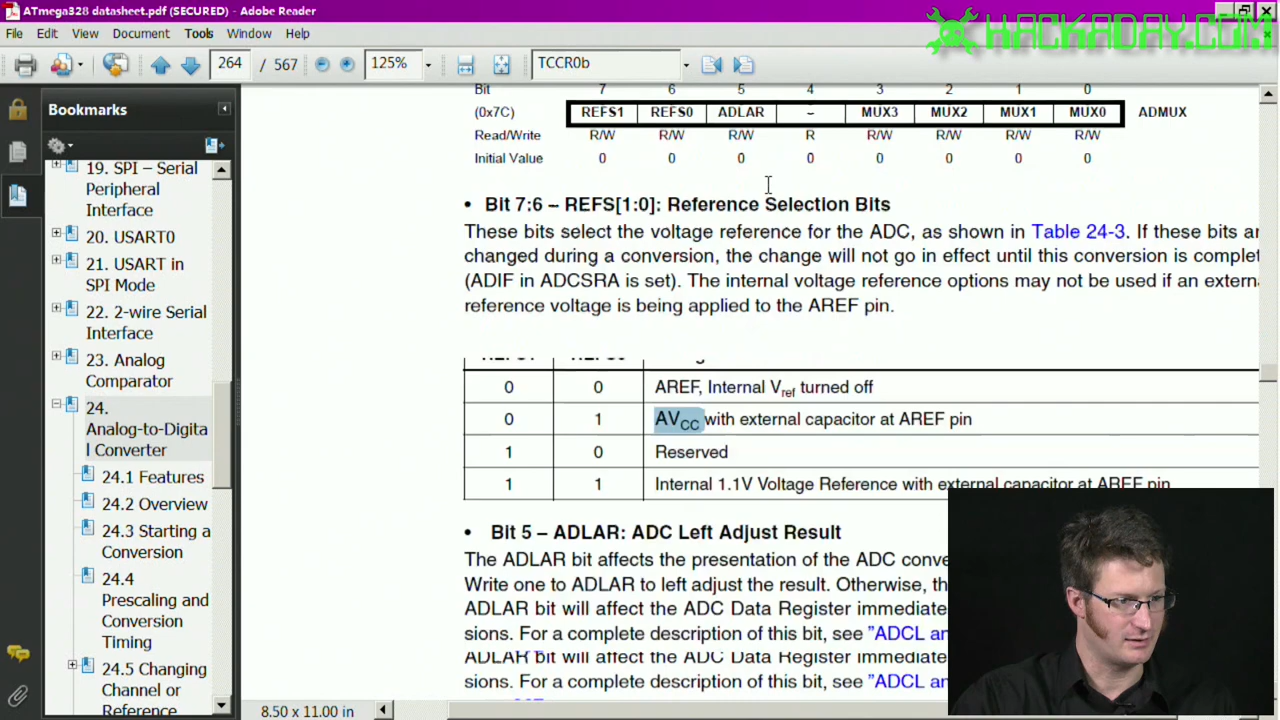 ATmega328 datasheet.pdf (SECURED) - Adobe Reader
HACKADAY.COM
File Edit View Document Tools Window Help
264 / 567 125% TCCR0b
Bookmarks
19. SPI – Serial
Peripheral
Interface
20. USART0
21. USART in
SPI Mode
22. 2-wire Serial
Interface
23. Analog
Comparator
24.
Analog-to-Digita
l Converter
24.1 Features
24.2 Overview
24.3 Starting a
Conversion
24.4
Prescaling and
Conversion
Timing
24.5 Changing
Channel or
Reference
Bit 7 6 5 4 3 2 1 0
(0x7C) REFS1 REFS0 ADLAR – MUX3 MUX2 MUX1 MUX0 ADMUX
Read/Write R/W R/W R/W R R/W R/W R/W R/W
Initial Value 0 0 0 0 0 0 0 0
• Bit 7:6 – REFS[1:0]: Reference Selection Bits
These bits select the voltage reference for the ADC, as shown in Table 24-3. If these bits ar
changed during a conversion, the change will not go in effect until this conversion is complet
(ADIF in ADCSRA is set). The internal voltage reference options may not be used if an extern
reference voltage is being applied to the AREF pin.
0 0 AREF, Internal Vref turned off
0 1 AVCC with external capacitor at AREF pin
1 0 Reserved
1 1 Internal 1.1V Voltage Reference with external capacitor at AREF pin
• Bit 5 – ADLAR: ADC Left Adjust Result
The ADLAR bit affects the presentation of the ADC conve
Write one to ADLAR to left adjust the result. Otherwise, th
ADLAR bit will affect the ADC Data Register immediate
sions. For a complete description of this bit, see "ADCL an
ADLAR bit will affect the ADC Data Register immediate
sions. For a complete description of this bit, see "ADCL an
8.50 x 11.00 in